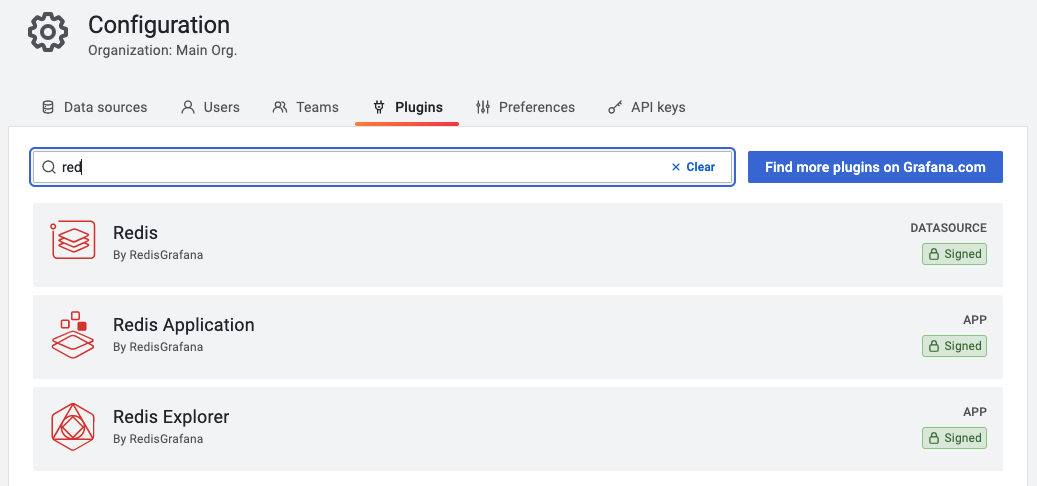 Configuration
Organization: Main Org.
Data sources
Users
Teams
Plugins
Preferences
API keys
red
Clear
Find more plugins on Grafana.com
Redis
By RedisGrafana
DATASOURCE
Signed
Redis Application
By RedisGrafana
APP
Signed
Redis Explorer
By RedisGrafana
APP
Signed